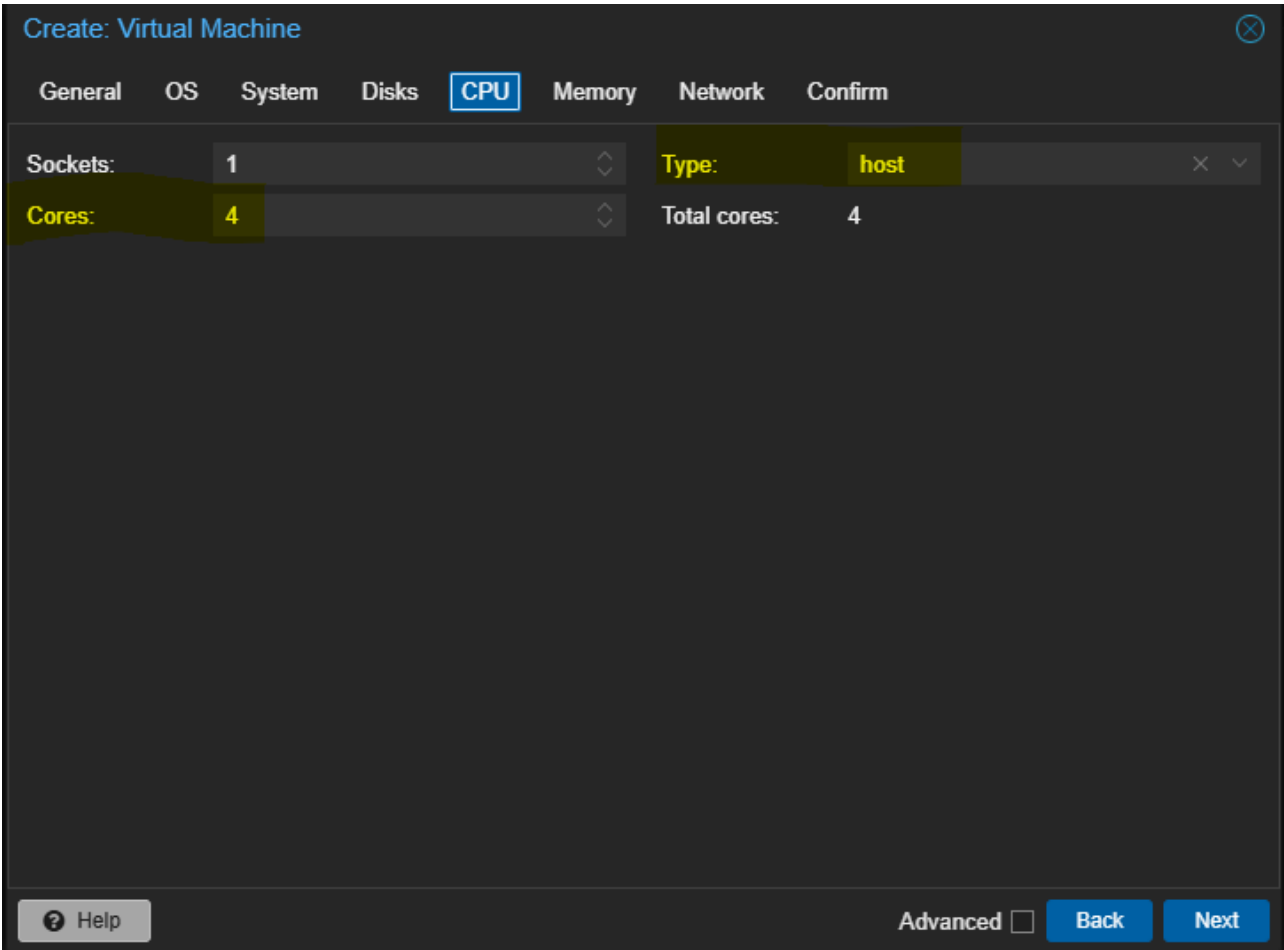 Create: Virtual Machine
General OS System Disks CPU Memory Network Confirm
Sockets: 1 Type: host
Cores: 4 Total cores: 4
Help Advanced Back Next